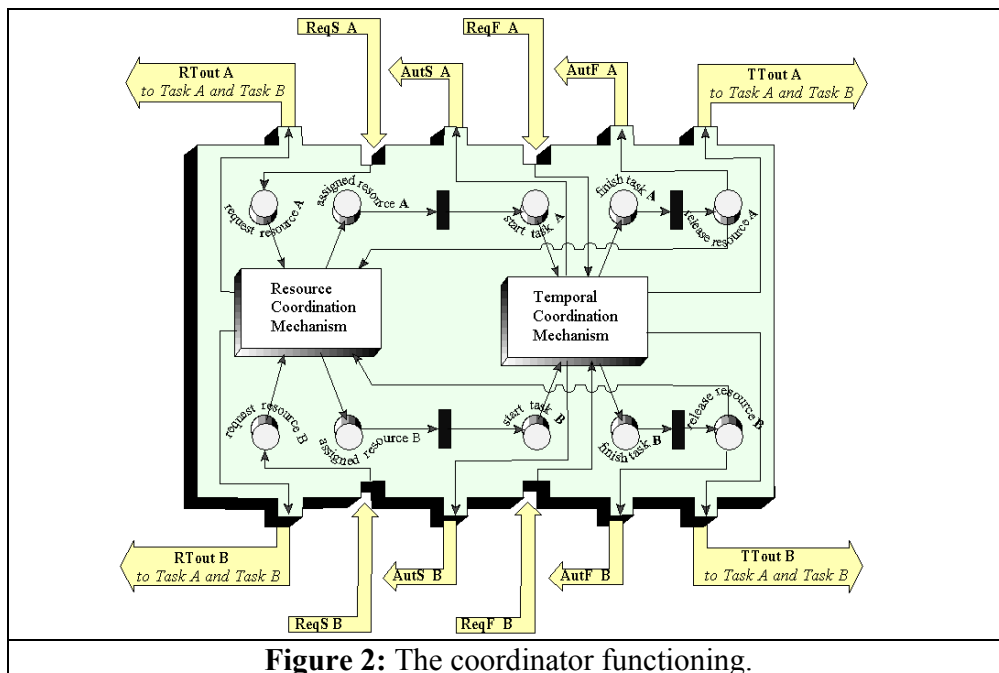 ReqS A
ReqF A
RTout A
to Task A and Task B
AutS A
AutF A
TTout A
to Task A and Task B
request resource A
assigned resource A
start task A
finish task A
release resource A
Resource
Coordination
Mechanism
Temporal
Coordination
Mechanism
request resource B
assigned resource B
start task B
finish task B
release resource B
RTout B
to Task A and Task B
AutS B
AutF B
TTout B
to Task A and Task B
ReqS B
ReqF B
Figure 2: The coordinator functioning.